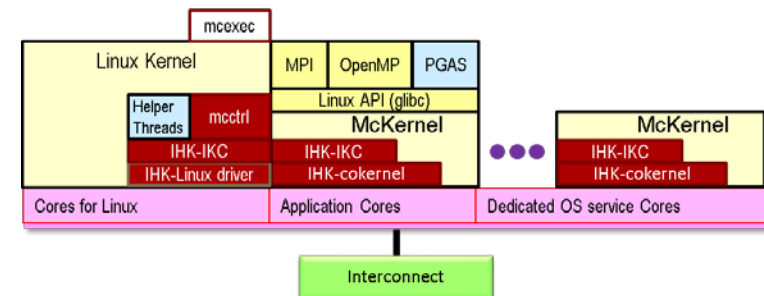 mcexec
Linux Kernel
MPI
OpenMP
PGAS
Linux API (glibc)
Helper
Threads
mcctrl
McKernel
McKernel
IHK-IKC
IHK-IKC
IHK-IKC
IHK-Linux driver
IHK-cokernel
IHK-cokernel
Cores for Linux
Application Cores
Dedicated OS service Cores
Interconnect